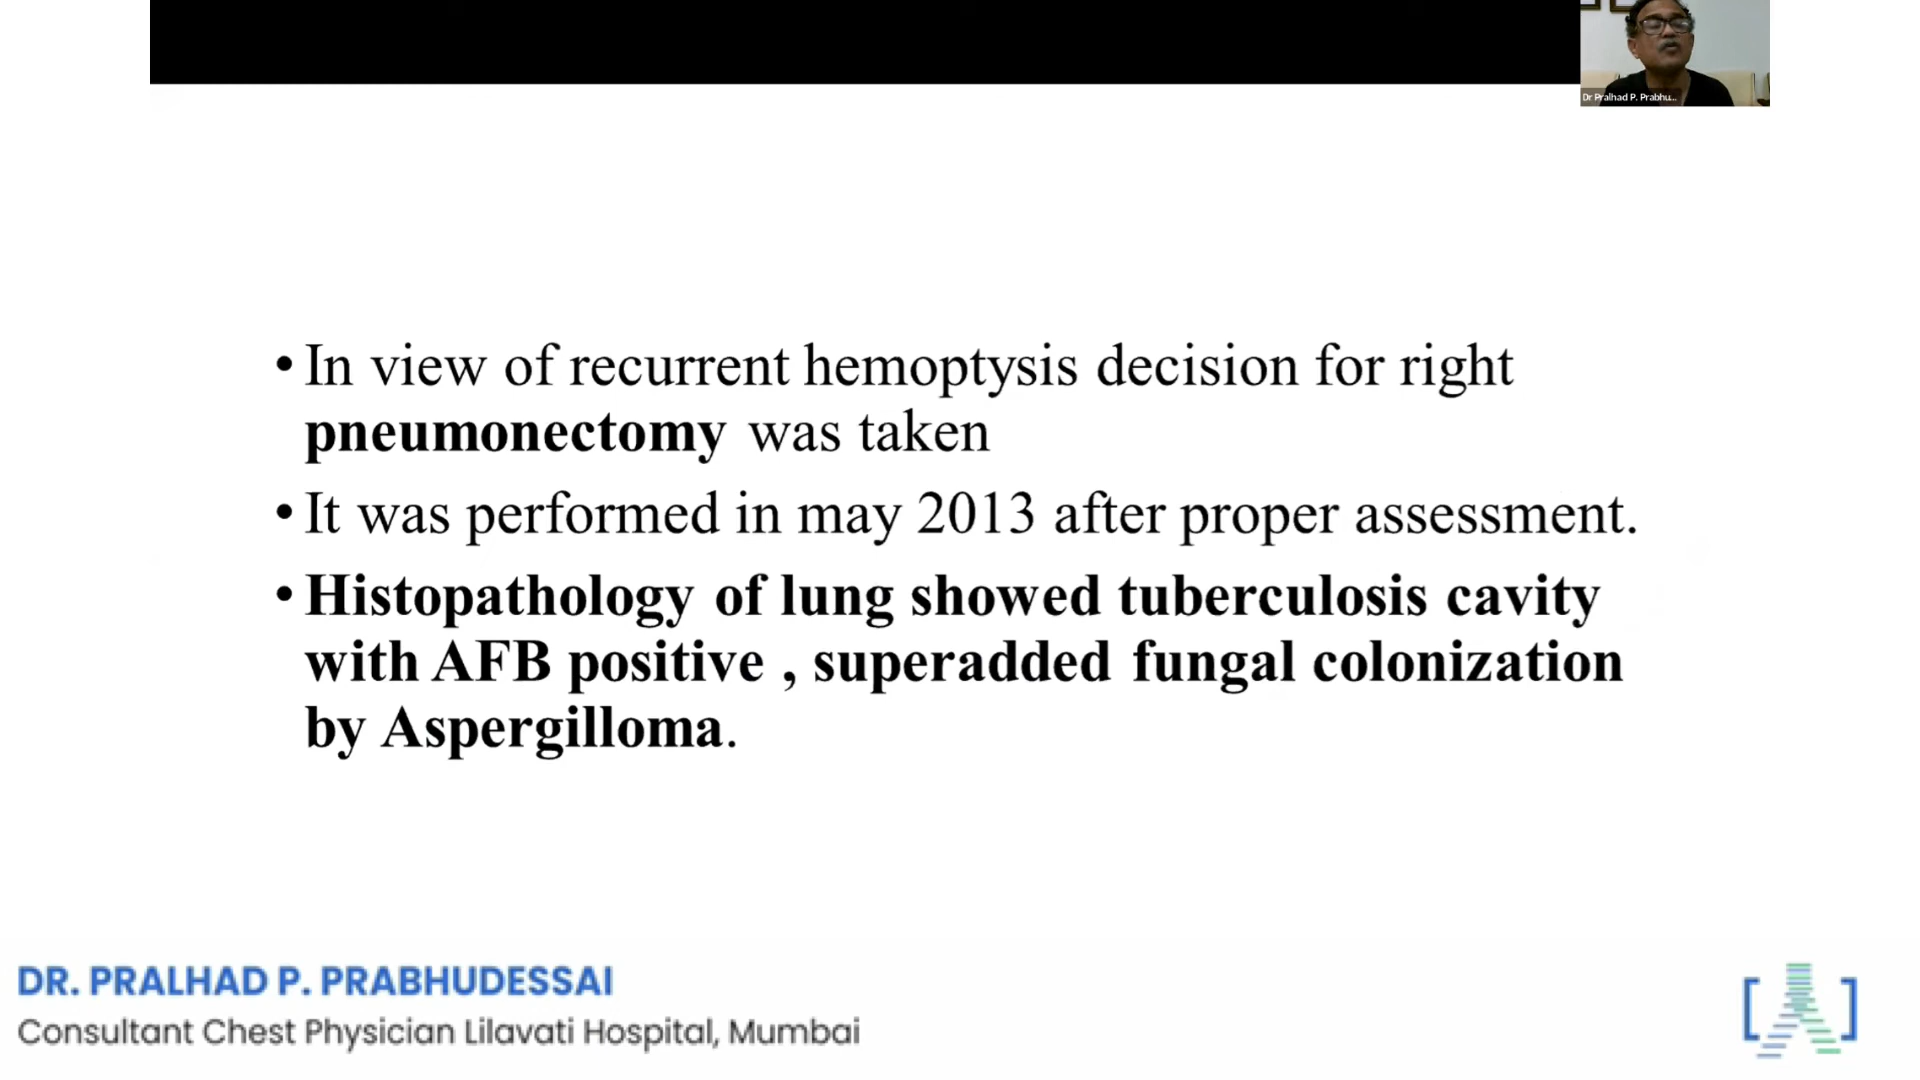 Dr Pralhad P. Prabhu...
• In view of recurrent hemoptysis decision for right
pneumonectomy was taken
• It was performed in may 2013 after proper assessment.
• Histopathology of lung showed tuberculosis cavity
with AFB positive , superadded fungal colonization
by Aspergilloma.
DR. PRALHAD P. PRABHUDESSAI
Consultant Chest Physician Lilavati Hospital, Mumbai